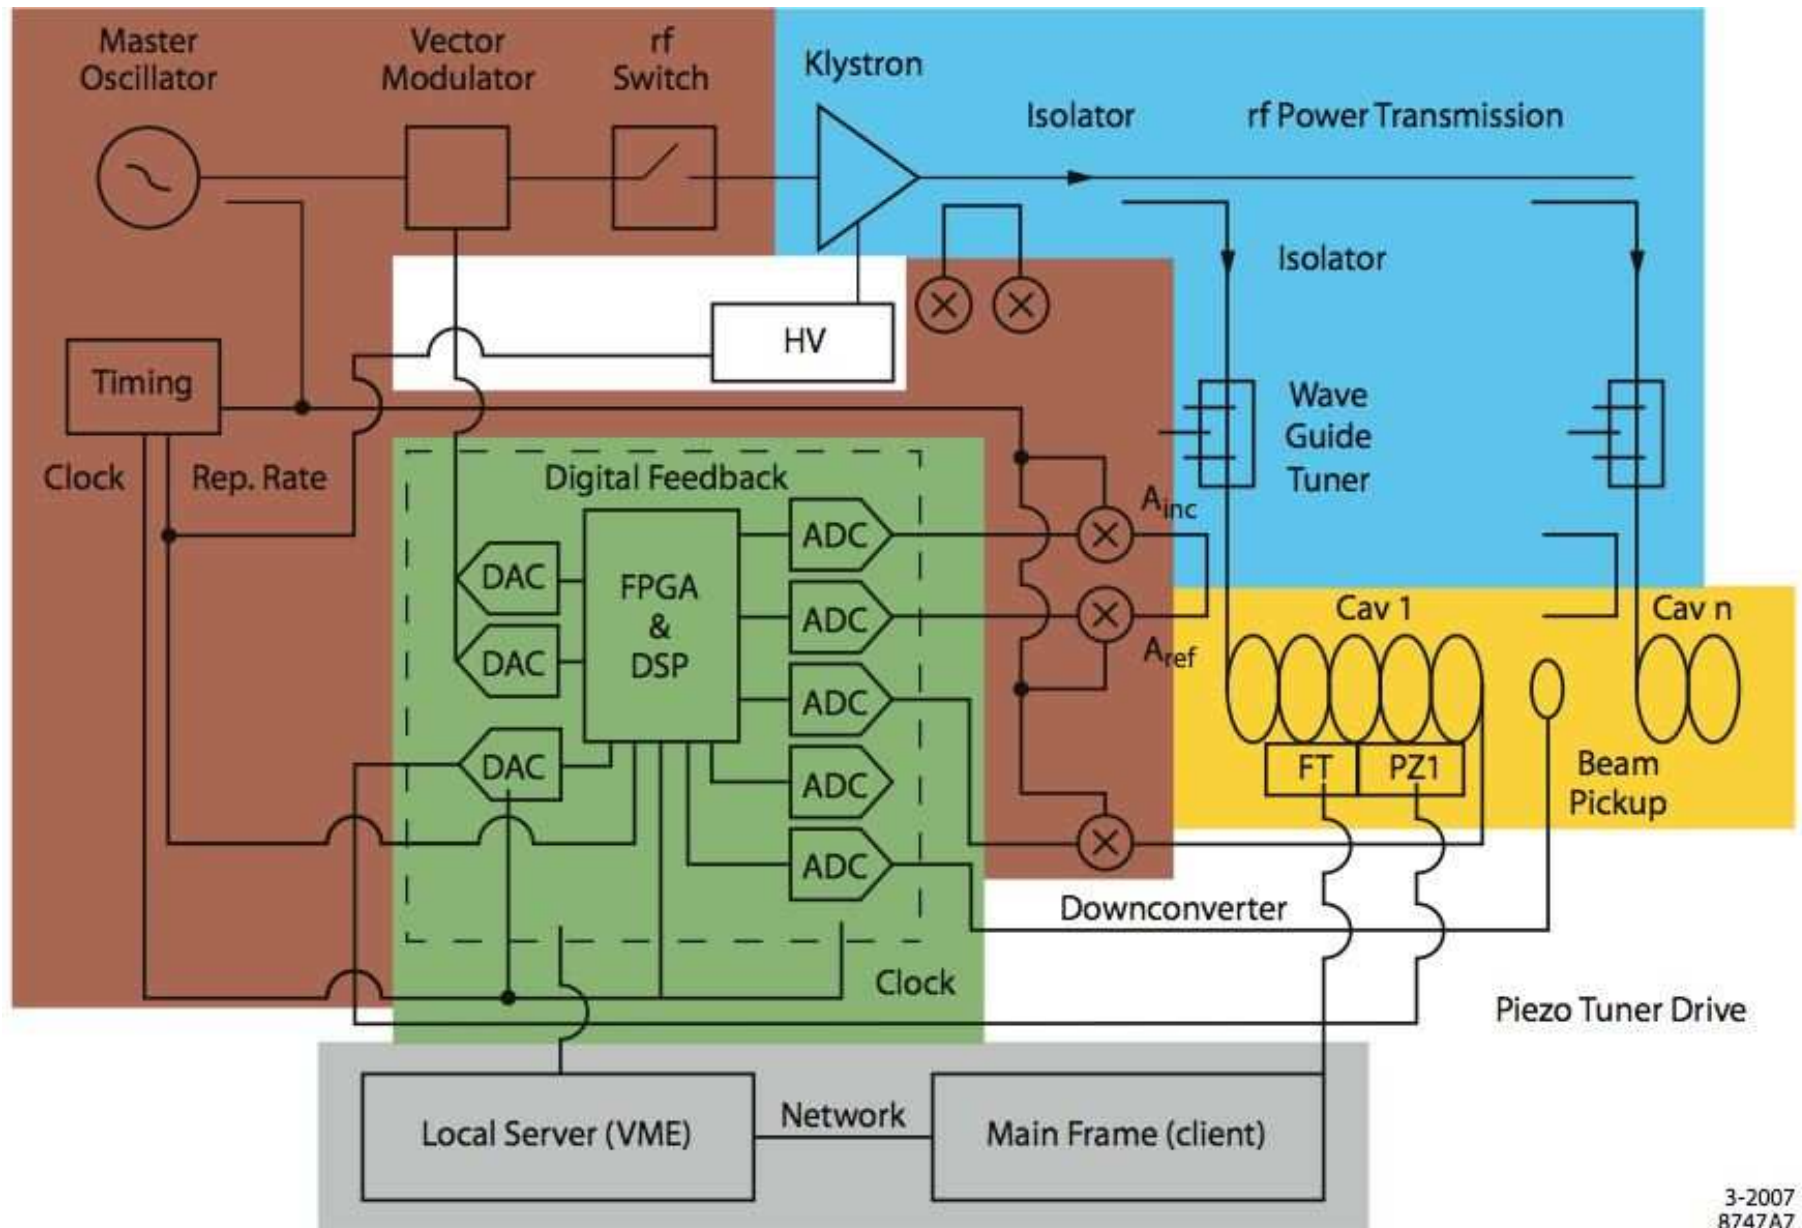 Master
Oscillator
Vector
Modulator
rf
Switch
Klystron
Isolator
rf Power Transmission
Isolator
HV
Timing
Wave
Guide
Tuner
Clock
Rep. Rate
Digital Feedback
Ainc
ADC
DAC
FPGA
&
DSP
ADC
Cav 1
Cav n
DAC
Aref
ADC
DAC
ADC
FT
PZ1
Beam
Pickup
ADC
Downconverter
Clock
Piezo Tuner Drive
Local Server (VME)
Network
Main Frame (client)
3-2007
8747A7